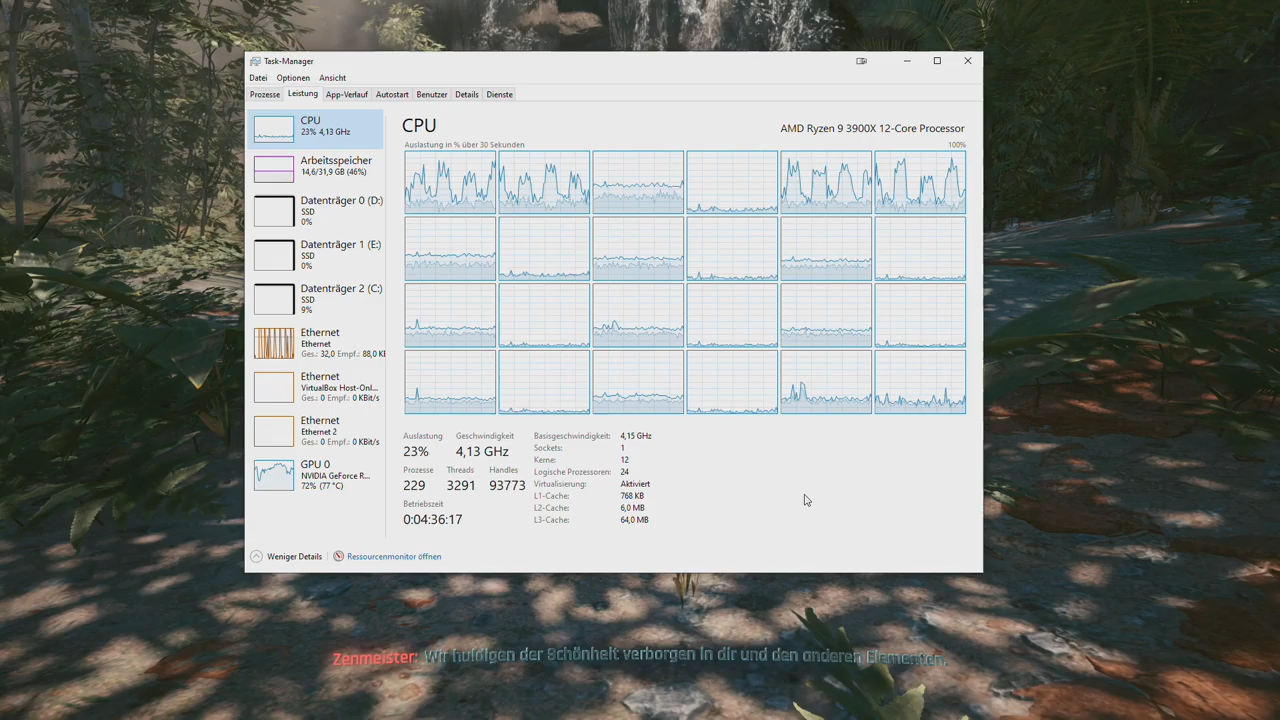 Task-Manager
Datei Optionen Ansicht
Prozesse Leistung App-Verlauf Autostart Benutzer Details Dienste
CPU
23% 4,13 GHz
Arbeitsspeicher
14,6/31,9 GB (46%)
Datenträger 0 (D:)
SSD
0%
Datenträger 1 (E:)
SSD
0%
Datenträger 2 (C:)
SSD
9%
Ethernet
Ethernet
Ges.: 32,0 Empf.: 88,0 KB
Ethernet
VirtualBox Host-Onl...
Ges.: 0 Empf.: 0 KBit/s
Ethernet
Ethernet 2
Ges.: 0 Empf.: 0 KBit/s
GPU 0
NVIDIA GeForce R...
72% (77 °C)
CPU
AMD Ryzen 9 3900X 12-Core Processor
Auslastung in % über 30 Sekunden
100%
Auslastung Geschwindigkeit
23% 4,13 GHz
Prozesse Threads Handles
229 3291 93773
Betriebszeit
0:04:36:17
Basisgeschwindigkeit: 4,15 GHz
Sockets: 1
Kerne: 12
Logische Prozessoren: 24
Virtualisierung: Aktiviert
L1-Cache: 768 KB
L2-Cache: 6,0 MB
L3-Cache: 64,0 MB
Weniger Details
Ressourcenmonitor öffnen
Zenmeister: Wir huldigen der Schönheit verborgen in dir und den anderen Elementen.